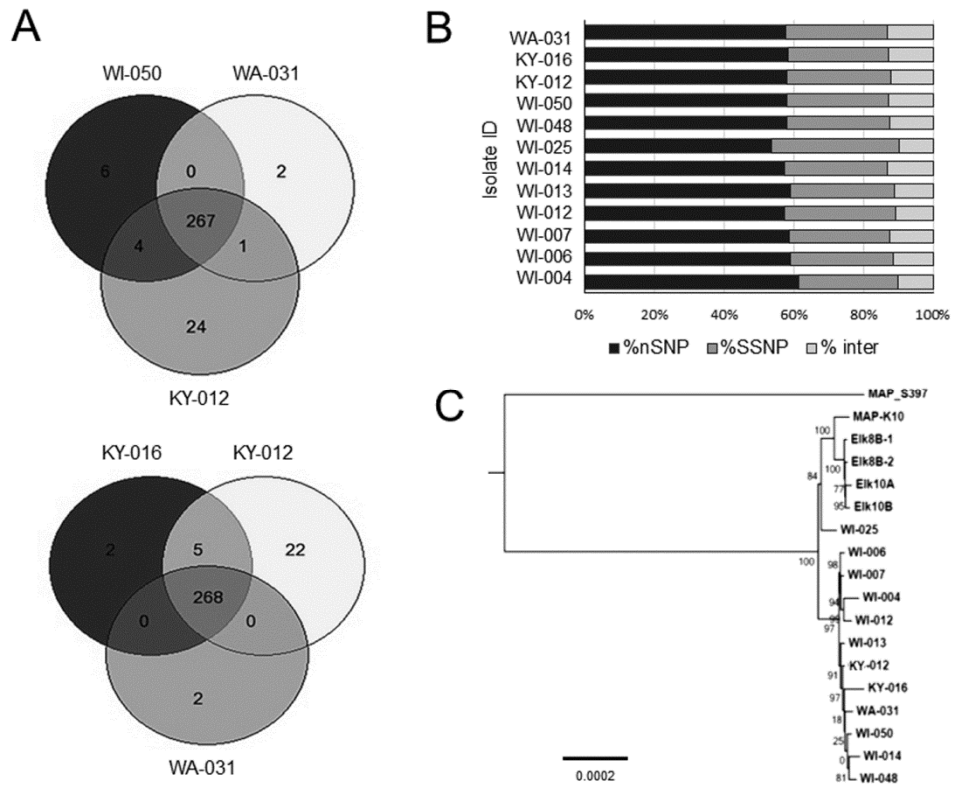 A
WI-050
WA-031
6
0
2
267
4
1
24
KY-012
KY-016
KY-012
2
5
22
268
0
0
2
WA-031
B
Isolate ID
WA-031
KY-016
KY-012
WI-050
WI-048
WI-025
WI-014
WI-013
WI-012
WI-007
WI-006
WI-004
0% 20% 40% 60% 80% 100%
%nSNP %SSNP % inter
C
MAP_S397
MAP-K10
100
Elk8B-1
Elk8B-2
100
84
Elk10A
77
Elk10B
95
WI-025
WI-006
100
98
WI-007
WI-004
94
WI-012
97
WI-013
KY-012
91
KY-016
97
WA-031
18
WI-050
25
WI-014
0
WI-048
81
0.0002